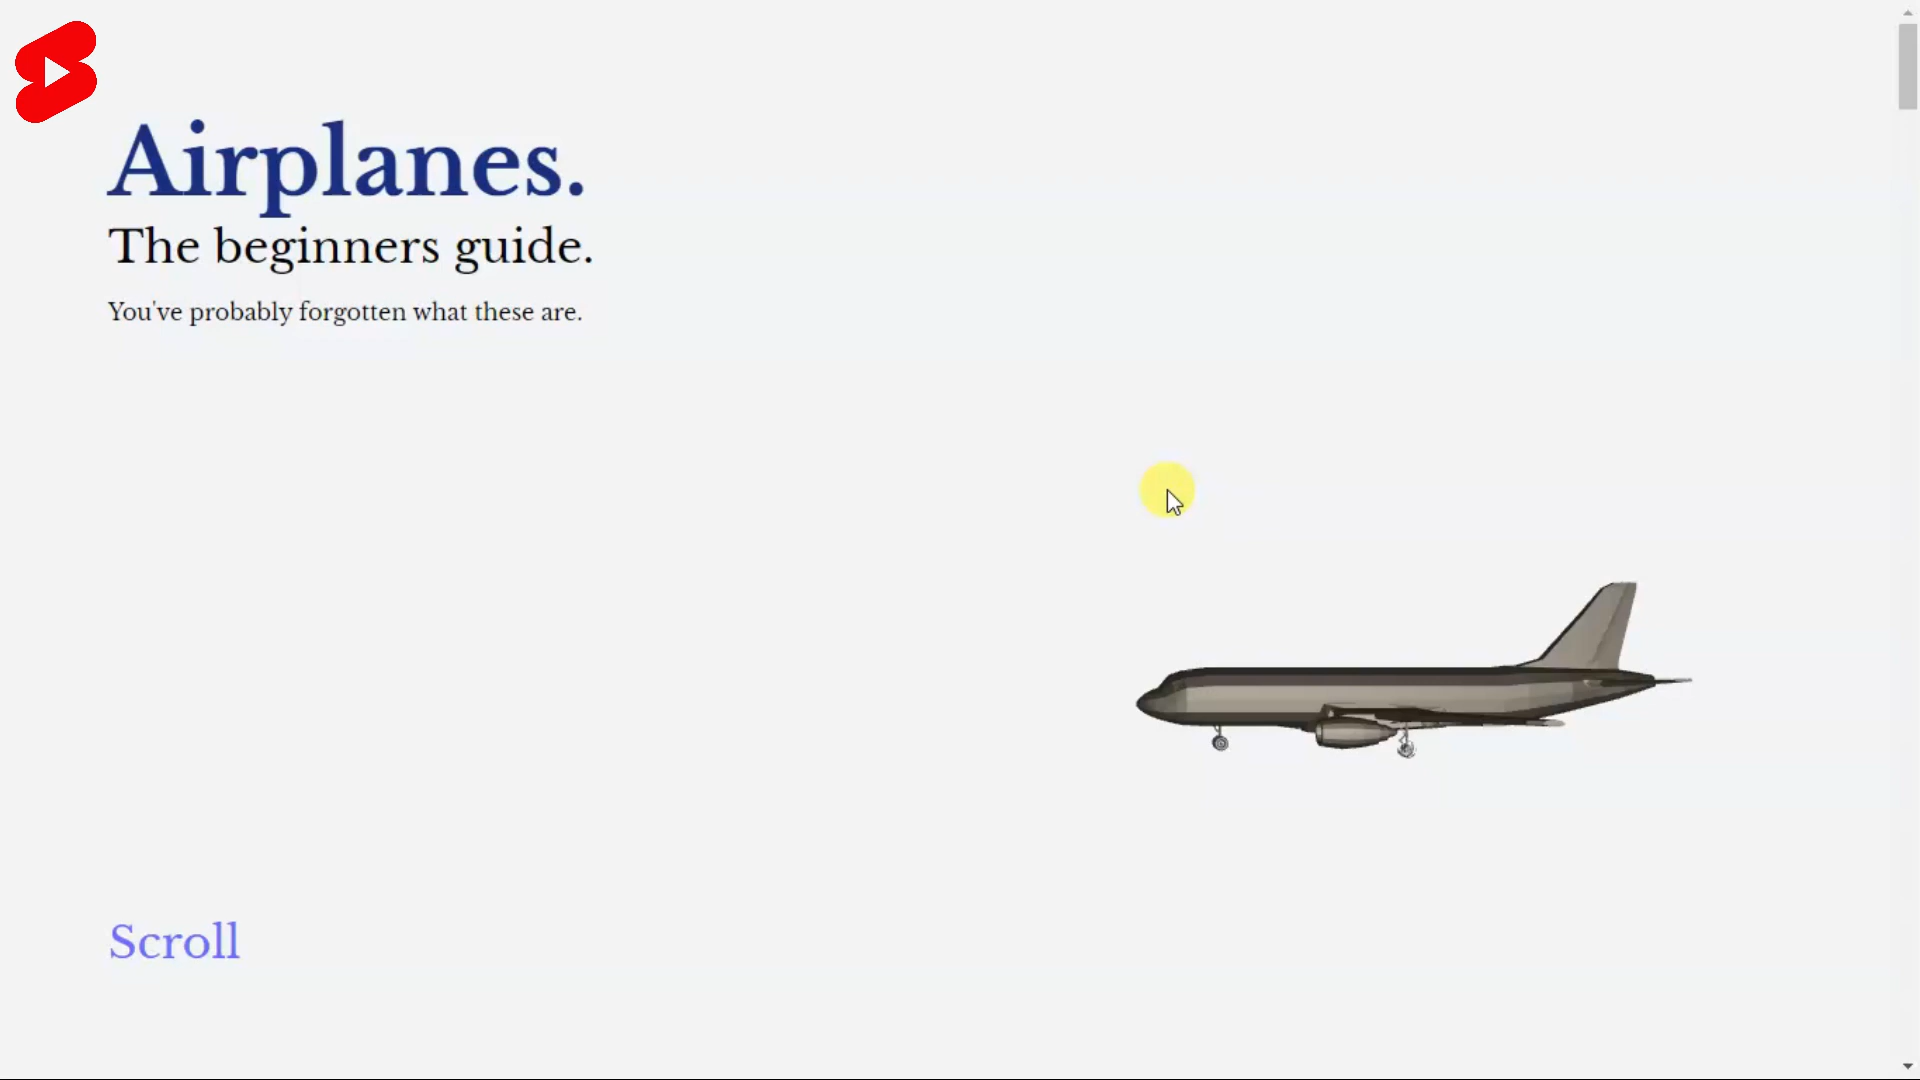 Airplanes.
The beginners guide.
You've probably forgotten what these are.
Scroll